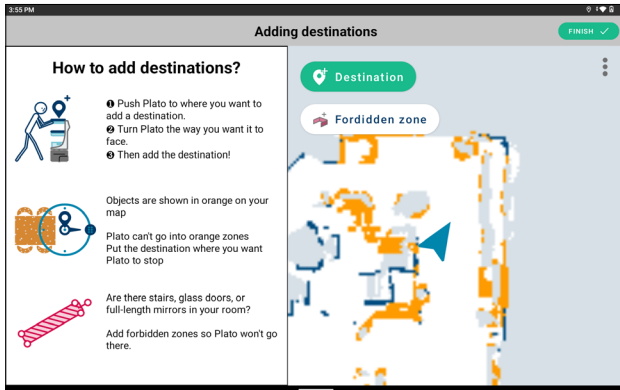 3:55 PM
Adding destinations
FINISH
How to add destinations?
❶ Push Plato to where you want to
add a destination.
❷ Turn Plato the way you want it to
face.
❸ Then add the destination!
Objects are shown in orange on your
map
Plato can't go into orange zones
Put the destination where you want
Plato to stop
Are there stairs, glass doors, or
full-length mirrors in your room?
Add forbidden zones so Plato won't go
there.
Destination
Fordidden zone